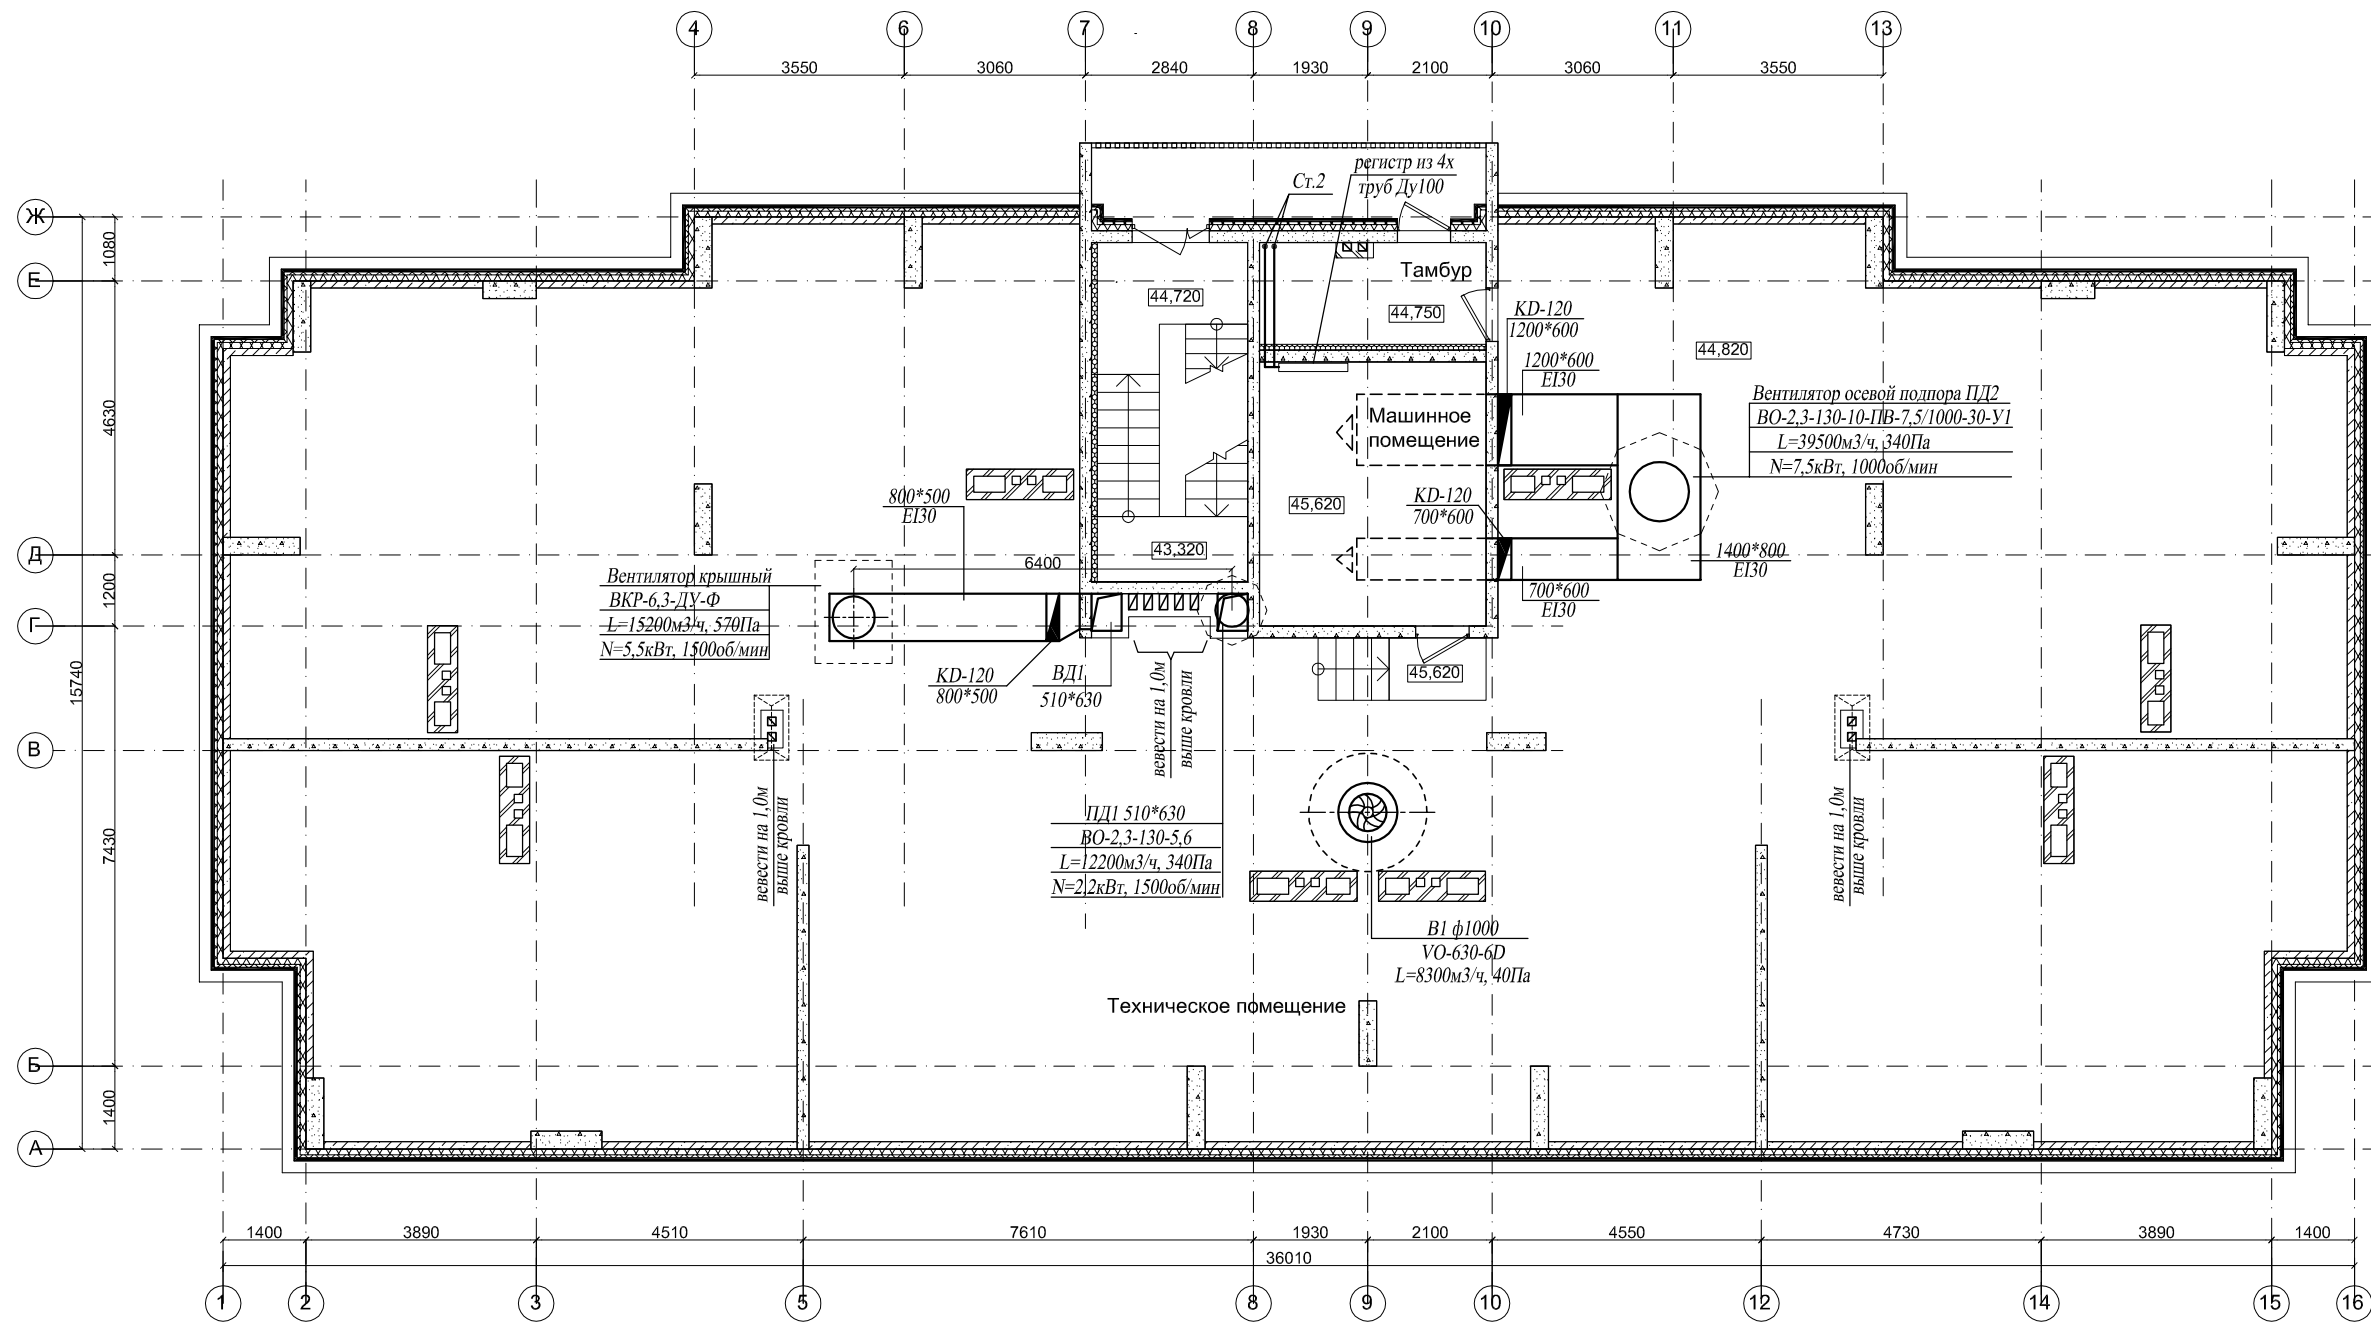 4
6
7
8
9
10
11
13
3550
3060
2840
1930
2100
3060
3550
Ж
Е
Д
Г
В
Б
А
1080
4630
1200
7430
1400
15740
Ст.2
регистр из 4х
труб Ду100
Тамбур
44,720
44,750
KD-120
1200*600
1200*600
EI30
44,820
Вентилятор осевой подпора ПД2
ВО-2,3-130-10-ПВ-7,5/1000-30-У1
L=39500м3/ч, 340Па
N=7,5кВт, 1000об/мин
Машинное
помещение
45,620
KD-120
700*600
800*500
EI30
43,320
6400
1400*800
EI30
700*600
EI30
Вентилятор крышный
ВКР-6,3-ДУ-Ф
L=15200м3/ч, 570Па
N=5,5кВт, 1500об/мин
KD-120
800*500
ВД1
510*630
45,620
вевести на 1,0м
выше кровли
вевести на 1,0м
выше кровли
вевести на 1,0м
выше кровли
ПД1 510*630
ВО-2,3-130-5,6
L=12200м3/ч, 340Па
N=2,2кВт, 1500об/мин
В1 ф1000
VO-630-6D
L=8300м3/ч, 40Па
Техническое помещение
1400
3890
4510
7610
1930
2100
4550
4730
3890
1400
36010
1
2
3
5
8
9
10
12
14
15
16